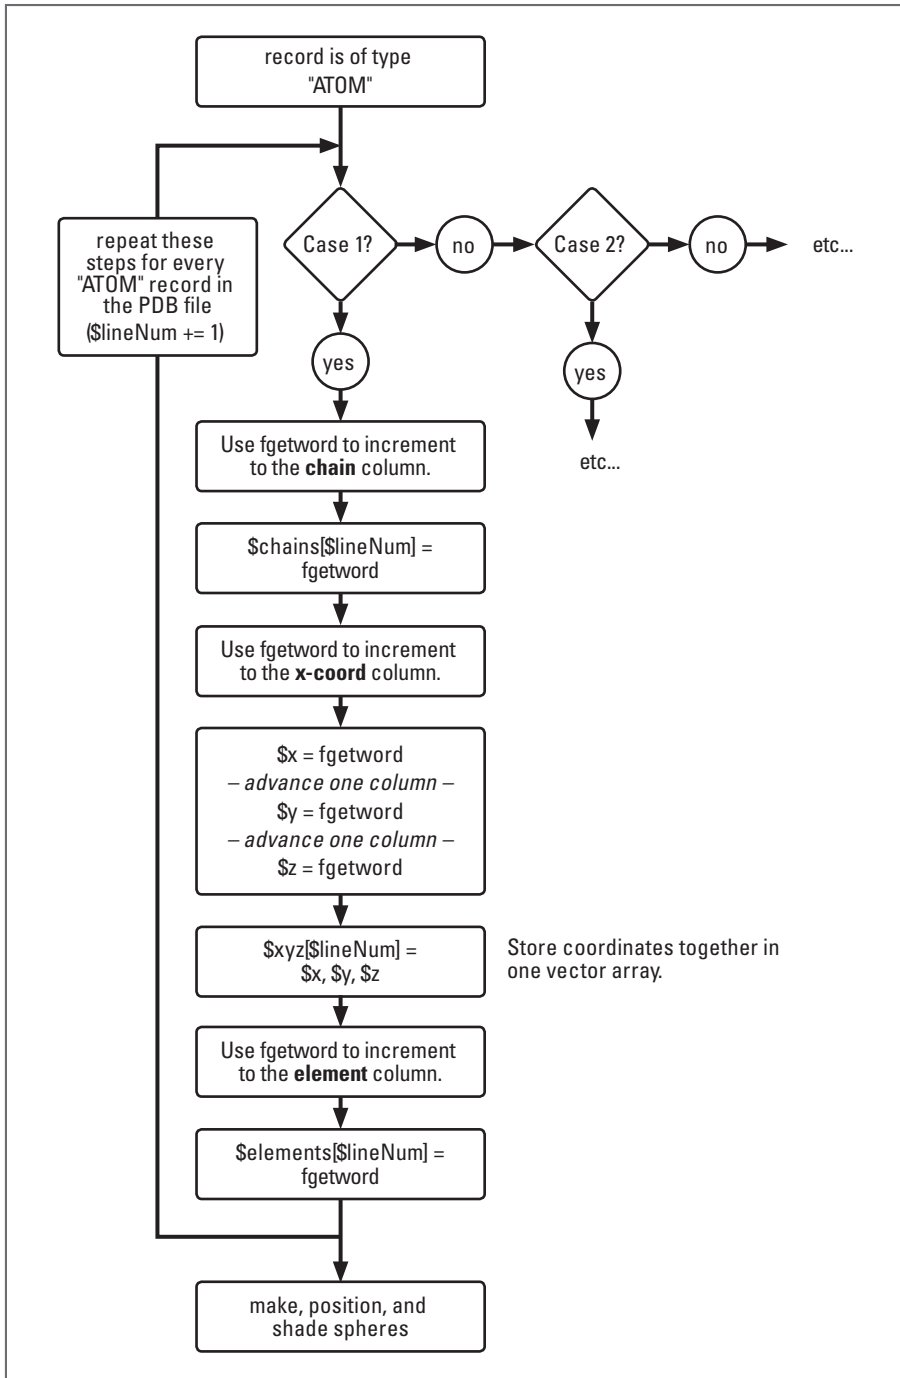 record is of type
"ATOM"
repeat these
steps for every
"ATOM" record in
the PDB file
($lineNum += 1)
Case 1?
no
Case 2?
no
etc...
yes
yes
etc...
Use fgetword to increment
to the chain column.
$chains[$lineNum] =
fgetword
Use fgetword to increment
to the x-coord column.
$x = fgetword
– advance one column –
$y = fgetword
– advance one column –
$z = fgetword
$xyz[$lineNum] =
$x, $y, $z
Store coordinates together in
one vector array.
Use fgetword to increment
to the element column.
$elements[$lineNum] =
fgetword
make, position, and
shade spheres